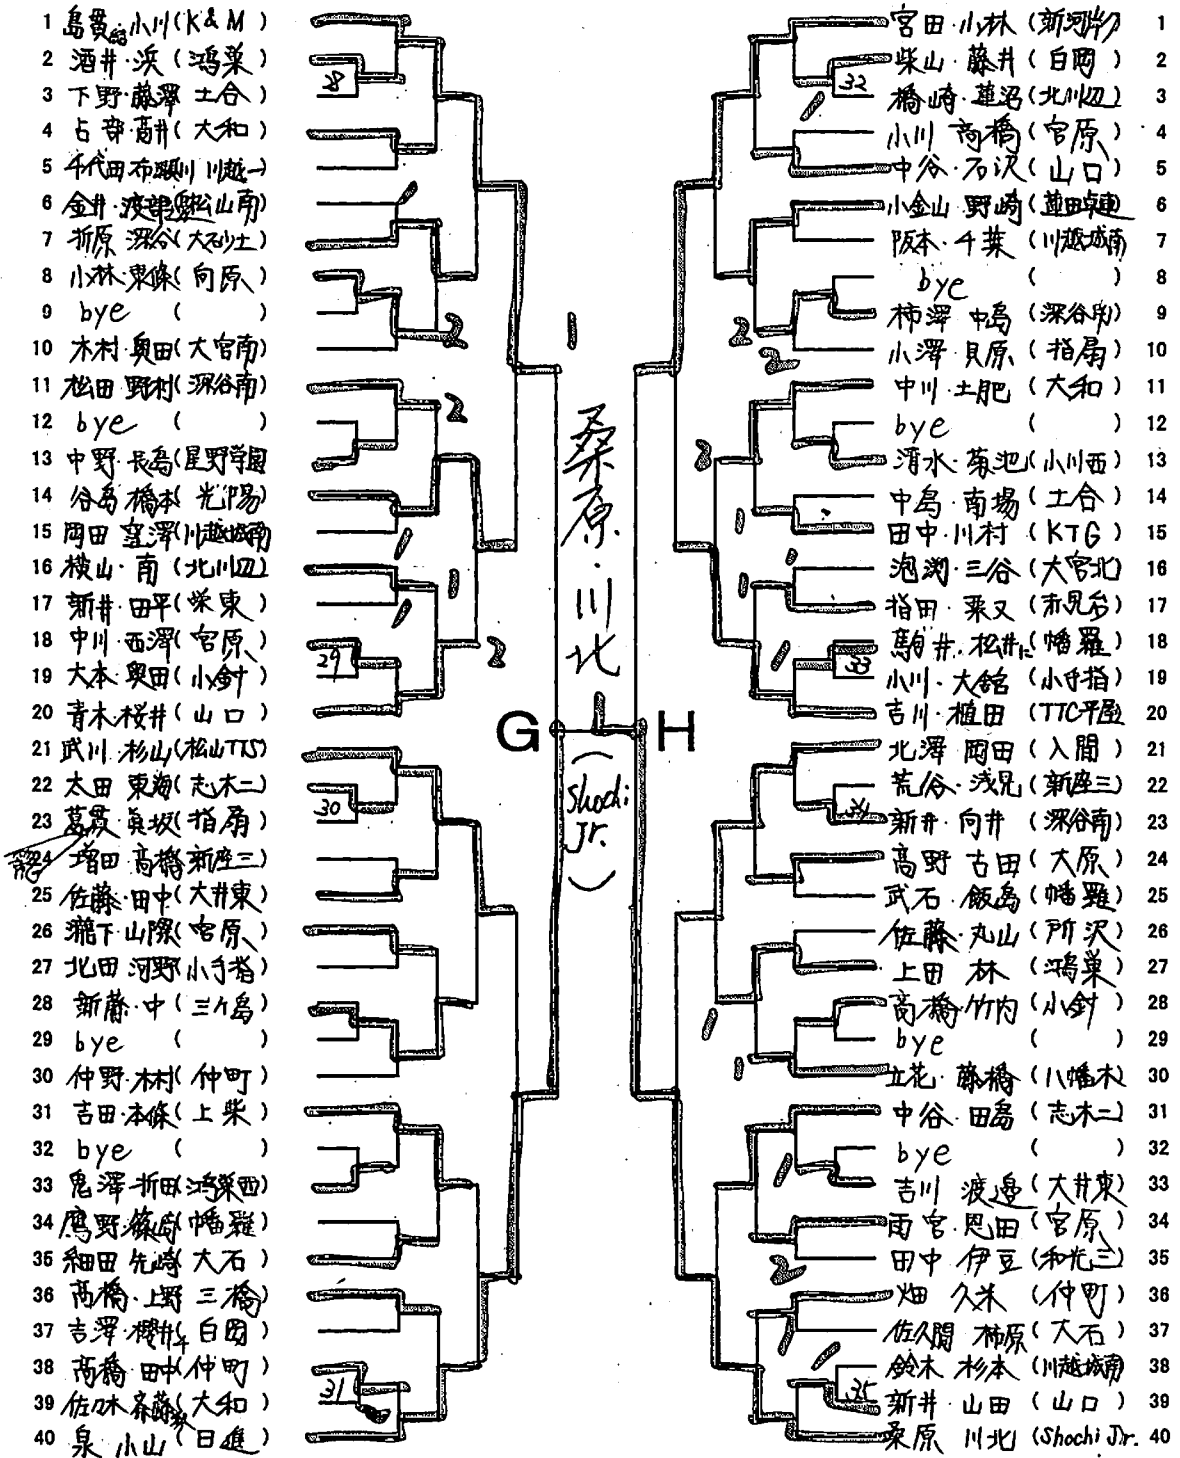 1 島貫 小川 (K&M)
2 酒井・浜 (鴻巣)
3 下野・藤澤 土合)
4 占部・高井 (大和)
5 千代田 布瀬川 川越一)
6 金井・渡部 松山南)
7 折原 深谷 (大砂土)
8 小林・東條 (向原)
9 bye ( )
10 木村・奥田 (大宮南)
11 松田 野村 (深谷南)
12 bye ( )
13 中野・長島 (星野学園
14 谷島 橋本 (光陽)
15 岡田 窪澤 (川越城南
16 横山・南 (北川辺)
17 新井・田平 (栄東)
18 中川・西澤 (宮原)
19 大本 奥田 (小針)
20 青木・桜井 (山口)
21 武川・杉山 (松山TTS)
22 太田 東海 (志木二)
23 葛貫・眞坂 (指扇)
24 増田 高橋 新座三)
25 佐藤・田中 (大井東)
26 瀧下 山際 (宮原)
27 北田 河野 小手指)
28 新藤・中 (三ヶ島)
29 bye ( )
30 仲野・木村 (仲町)
31 吉田・本條 (上柴)
32 bye ( )
33 鬼澤 折田 鴻巣西)
34 鷹野 篠崎 幡羅)
35 細田 先崎 大石)
36 高橋・上野 三橋)
37 吉澤・櫻井 白岡)
38 高橋 田中 (仲町)
39 佐々木 斎藤 (大和)
40 泉 小山 (日進)
28
29
30
31
1
2
2
1
2
桑原・川北
(Shochi Jr.)
G
1
H
宮田・小林 (新河岸) 1
柴山・藤井 (白岡) 2
橋崎・蓮沼 (北川辺) 3
小川 高橋 (宮原) 4
中谷・石沢 (山口) 5
小金山 野崎 (蓮田卓連 6
阪本・千葉 (川越城南 7
bye ( ) 8
柿澤 中島 (深谷南) 9
小澤・貝原 (指扇) 10
中川・土肥 (大和) 11
bye ( ) 12
清水・菊池 (小川西) 13
中島・南場 (土合) 14
田中・川村 (KTG) 15
泡渕・三谷 (大宮北) 16
指田・粟又 (赤見台) 17
駒井・松井 (幡羅) 18
小川・大舘 (小手指) 19
吉川・植田 (TTC平屋 20
北澤 岡田 (入間) 21
荒谷・浅見 (新座三) 22
新井・向井 (深谷南) 23
高野 古田 (大原) 24
武石・飯島 (幡羅) 25
佐藤・丸山 (所沢) 26
上田 林 (鴻巣) 27
高橋・竹内 (小針) 28
bye ( ) 29
立花・藤橋 (八幡木) 30
中谷・田島 (志木二) 31
bye ( ) 32
吉川 渡邉 (大井東) 33
雨宮・恩田 (宮原) 34
田中 伊豆 (和光三) 35
畑 久米 (仲町) 36
佐久間 柿原 (大石) 37
鈴木 杉本 (川越城南) 38
新井・山田 (山口) 39
桑原 川北 (Shochi Jr. 40
32
33
34
35